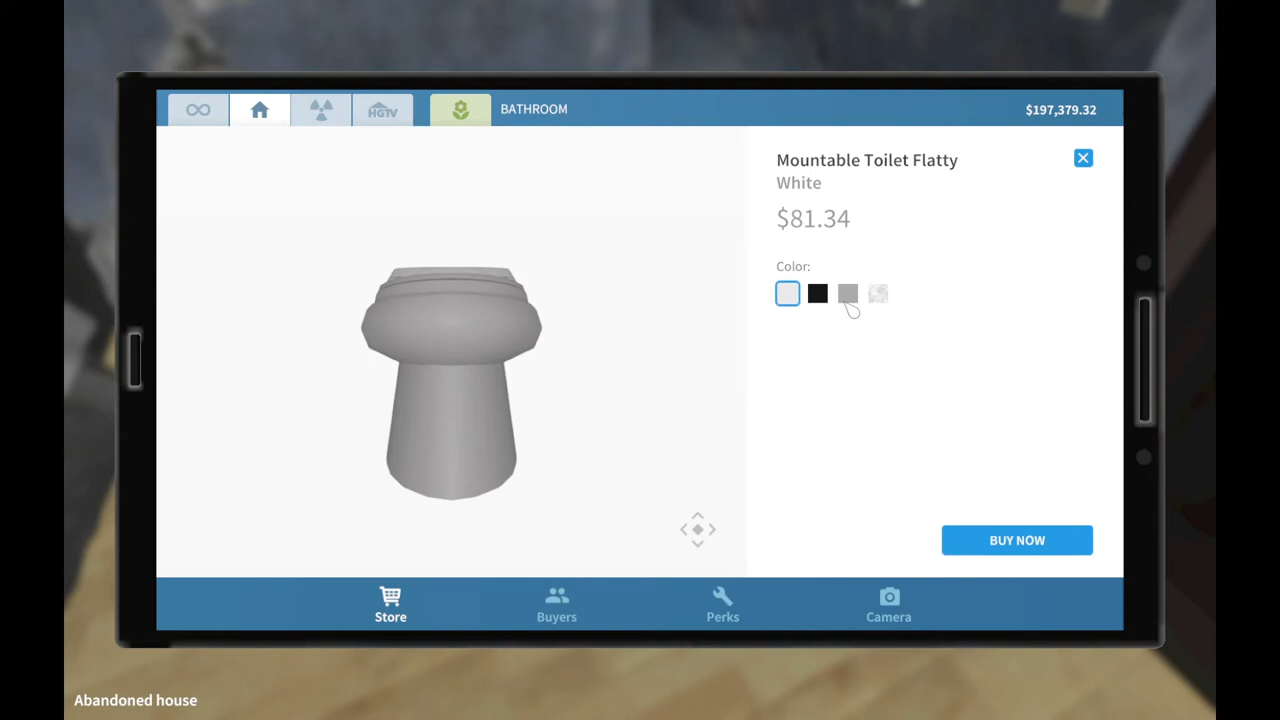 HGTV
BATHROOM
$197,379.32
Mountable Toilet Flatty
White
$81.34
Color:
BUY NOW
Store
Buyers
Perks
Camera
Abandoned house